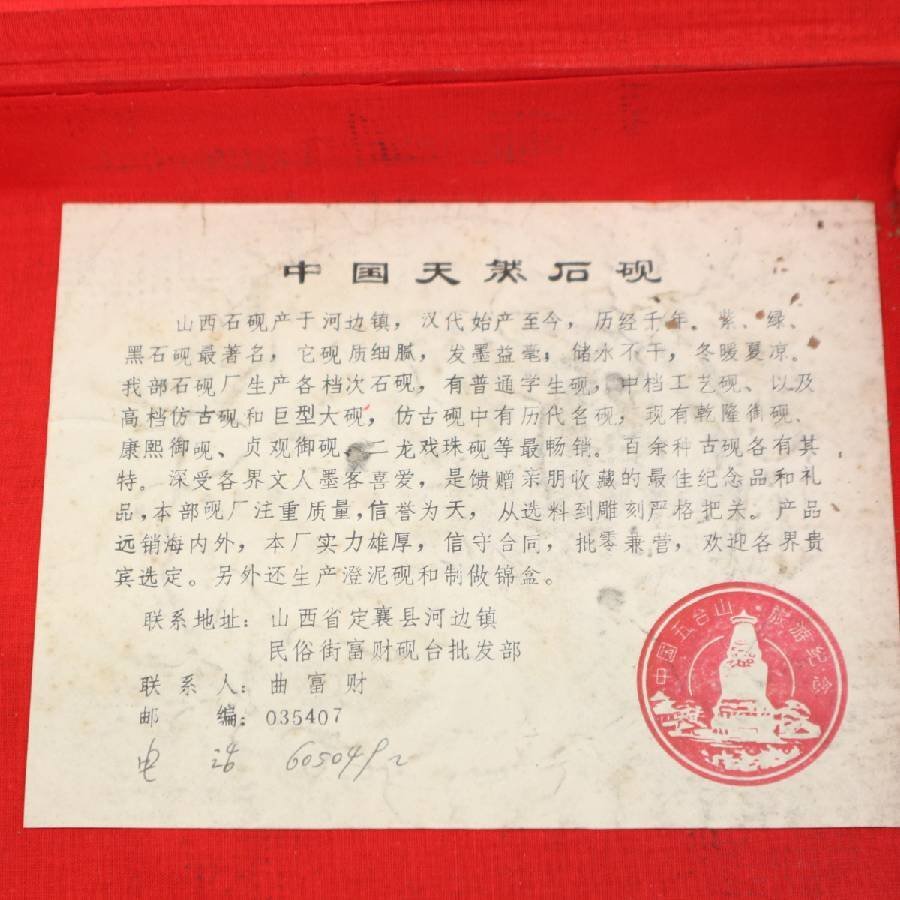 中国天然石砚
山西石砚产于河边镇，汉代始产至今，历经千年。紫、绿、
黑石砚最著名，它砚质细腻，发墨益毫；储水不干，冬暖夏凉。
我部石砚厂生产各档次石砚，有普通学生砚，中档工艺砚、以及
高档仿古砚和巨型大砚，仿古砚中有历代名砚，现有乾隆御砚、
康熙御砚、贞观御砚、二龙戏珠砚等最畅销。百余种古砚各有其
特。深受各界文人墨客喜爱，是馈赠亲朋收藏的最佳纪念品和礼
品，本部砚厂注重质量，信誉为天，从选料到雕刻严格把关。产品
远销海内外，本厂实力雄厚，信守合同，批零兼营，欢迎各界贵
宾选定。另外还生产澄泥砚和制做锦盒。
联系地址：山西省定襄县河边镇
民俗街富财砚台批发部
联系人：曲富财
邮编：035407
电话 6050492
中国五台山·旅游纪念